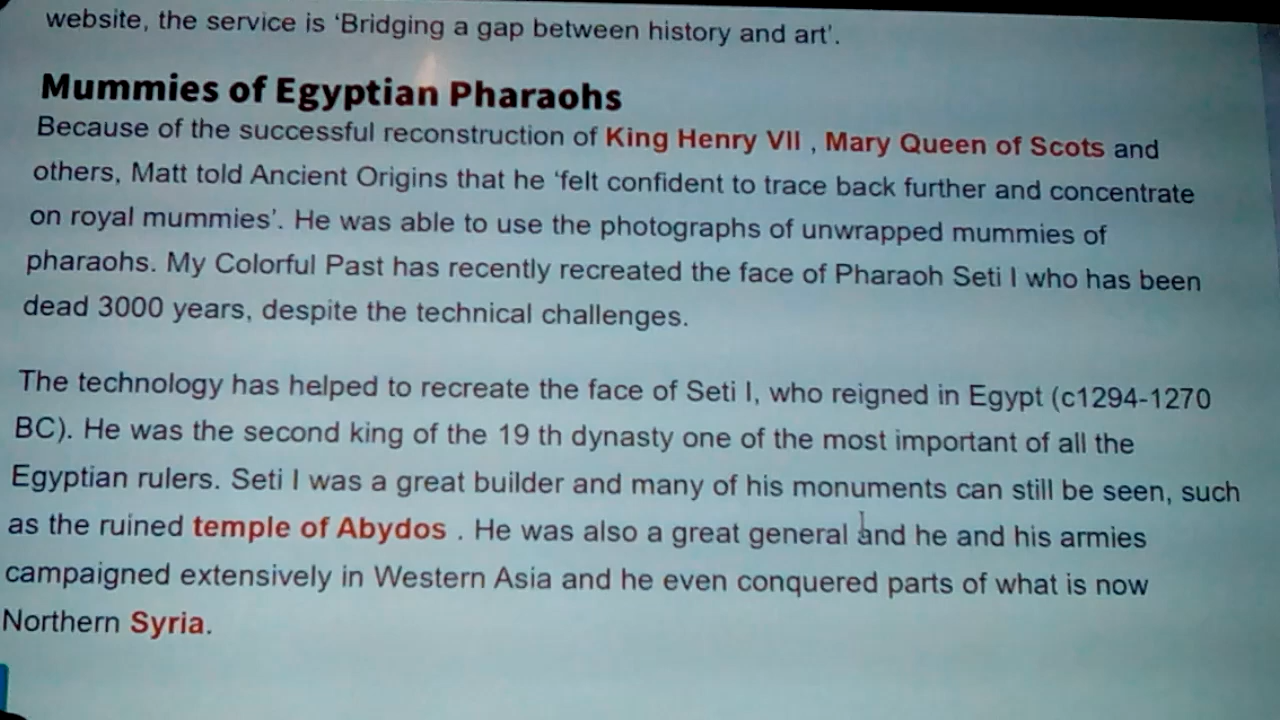 website, the service is ‘Bridging a gap between history and art’.
Mummies of Egyptian Pharaohs
Because of the successful reconstruction of King Henry VII , Mary Queen of Scots and
others, Matt told Ancient Origins that he ‘felt confident to trace back further and concentrate
on royal mummies’. He was able to use the photographs of unwrapped mummies of
pharaohs. My Colorful Past has recently recreated the face of Pharaoh Seti I who has been
dead 3000 years, despite the technical challenges.
The technology has helped to recreate the face of Seti I, who reigned in Egypt (c1294-1270
BC). He was the second king of the 19 th dynasty one of the most important of all the
Egyptian rulers. Seti I was a great builder and many of his monuments can still be seen, such
as the ruined temple of Abydos . He was also a great general and he and his armies
campaigned extensively in Western Asia and he even conquered parts of what is now
Northern Syria.